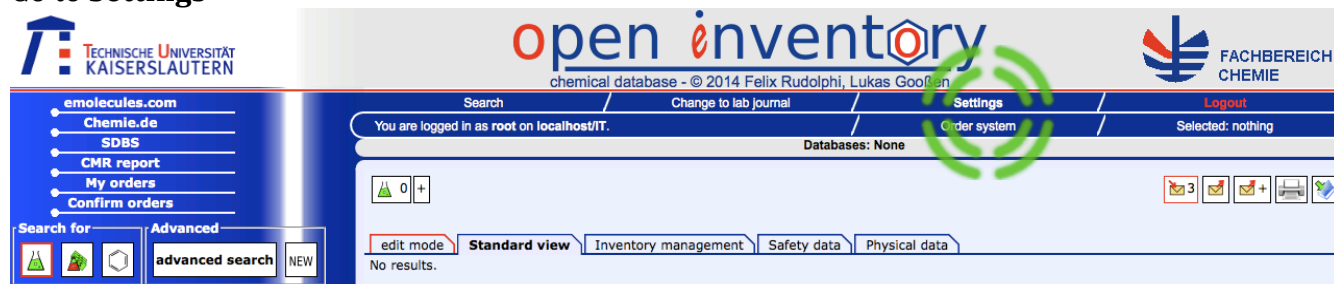 Go to Settings
TECHNISCHE UNIVERSITÄT
KAISERSLAUTERN
open inventory
chemical database - © 2014 Felix Rudolphi, Lukas Gooßen
FACHBEREICH
CHEMIE
emolecules.com
Chemie.de
SDBS
CMR report
My orders
Confirm orders
Search / Change to lab journal / Settings / Logout
You are logged in as root on localhost/IT. / Order system / Selected: nothing
Databases: None
0 +
3 +
Search for
Advanced
advanced search NEW
edit mode Standard view Inventory management Safety data Physical data
No results.